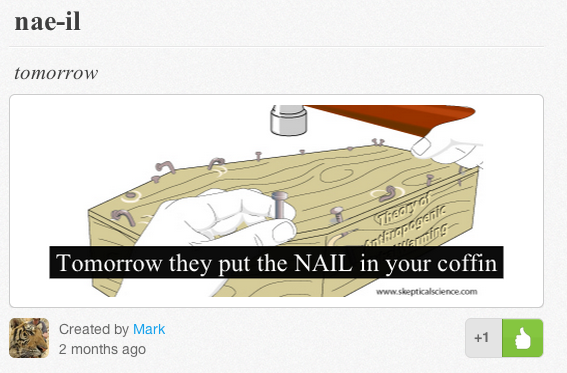 nae-il
tomorrow
Theory of
Anthropogenic
Warming
Tomorrow they put the NAIL in your coffin
www.skepticalscience.com
Created by Mark
2 months ago
+1